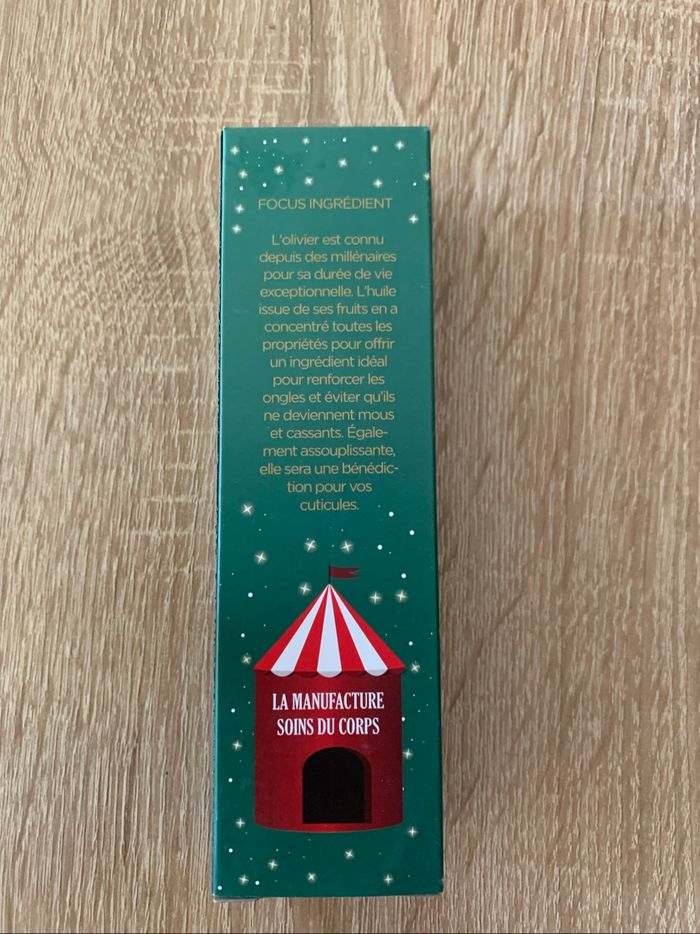 FOCUS INGRÉDIENT
L'olivier est connu
depuis des millénaires
pour sa durée de vie
exceptionnelle. L'huile
issue de ses fruits en a
concentré toutes les
propriétés pour offrir
un ingrédient idéal
pour renforcer les
ongles et éviter qu'ils
ne deviennent mous
et cassants. Égale-
ment assouplissante,
elle sera une bénédic-
tion pour vos
cuticules.
LA MANUFACTURE
SOINS DU CORPS